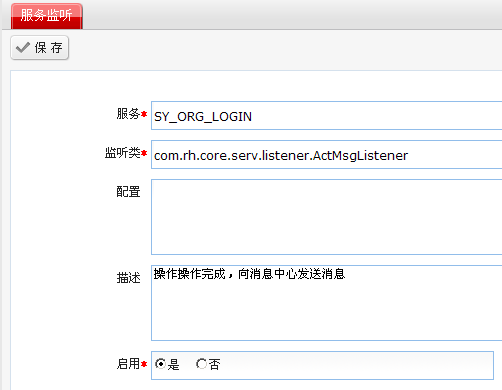 服务监听
保 存
服务* SY_ORG_LOGIN
监听类* com.rh.core.serv.listener.ActMsgListener
配置
描述 操作操作完成，向消息中心发送消息
启用* 是 否